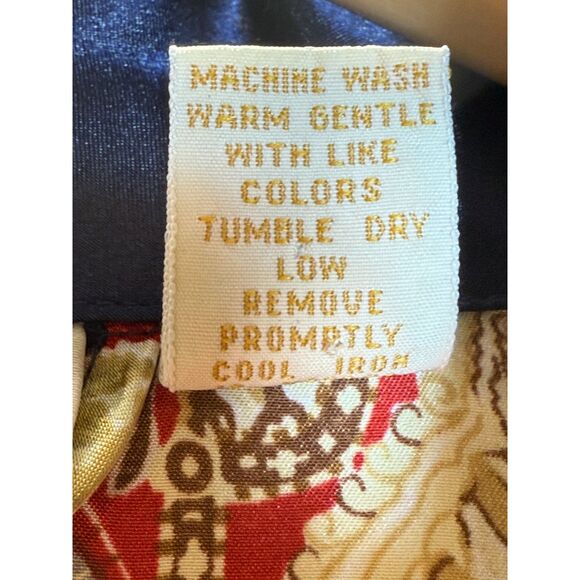 MACHINE WASH
WARM GENTLE
WITH LIKE
COLORS
TUMBLE DRY
LOW
REMOVE
PROMPTLY
COOL IRON